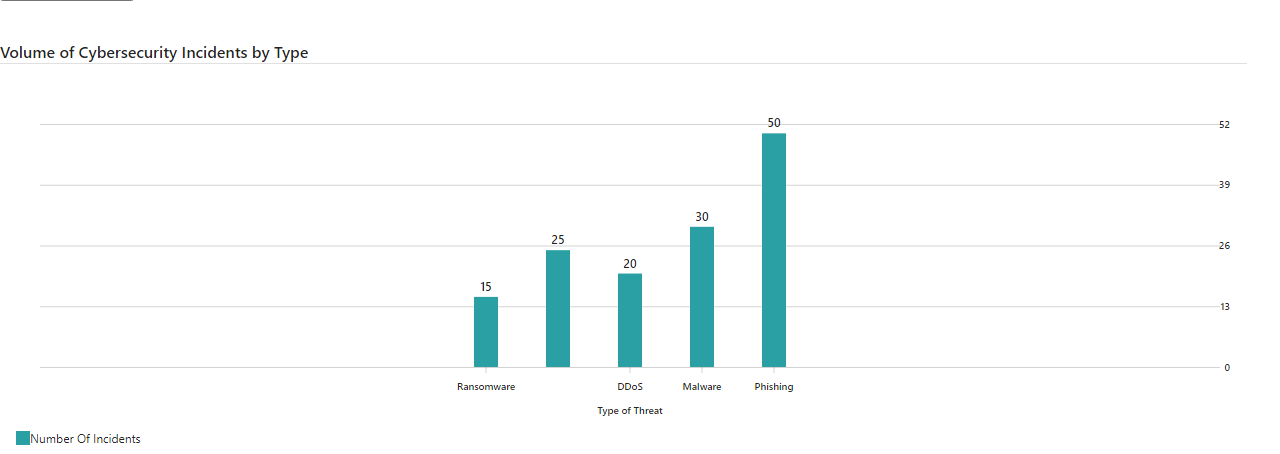 Volume of Cybersecurity Incidents by Type
50
52
39
30
25
26
20
15
13
0
Ransomware DDoS Malware Phishing
Type of Threat
Number Of Incidents